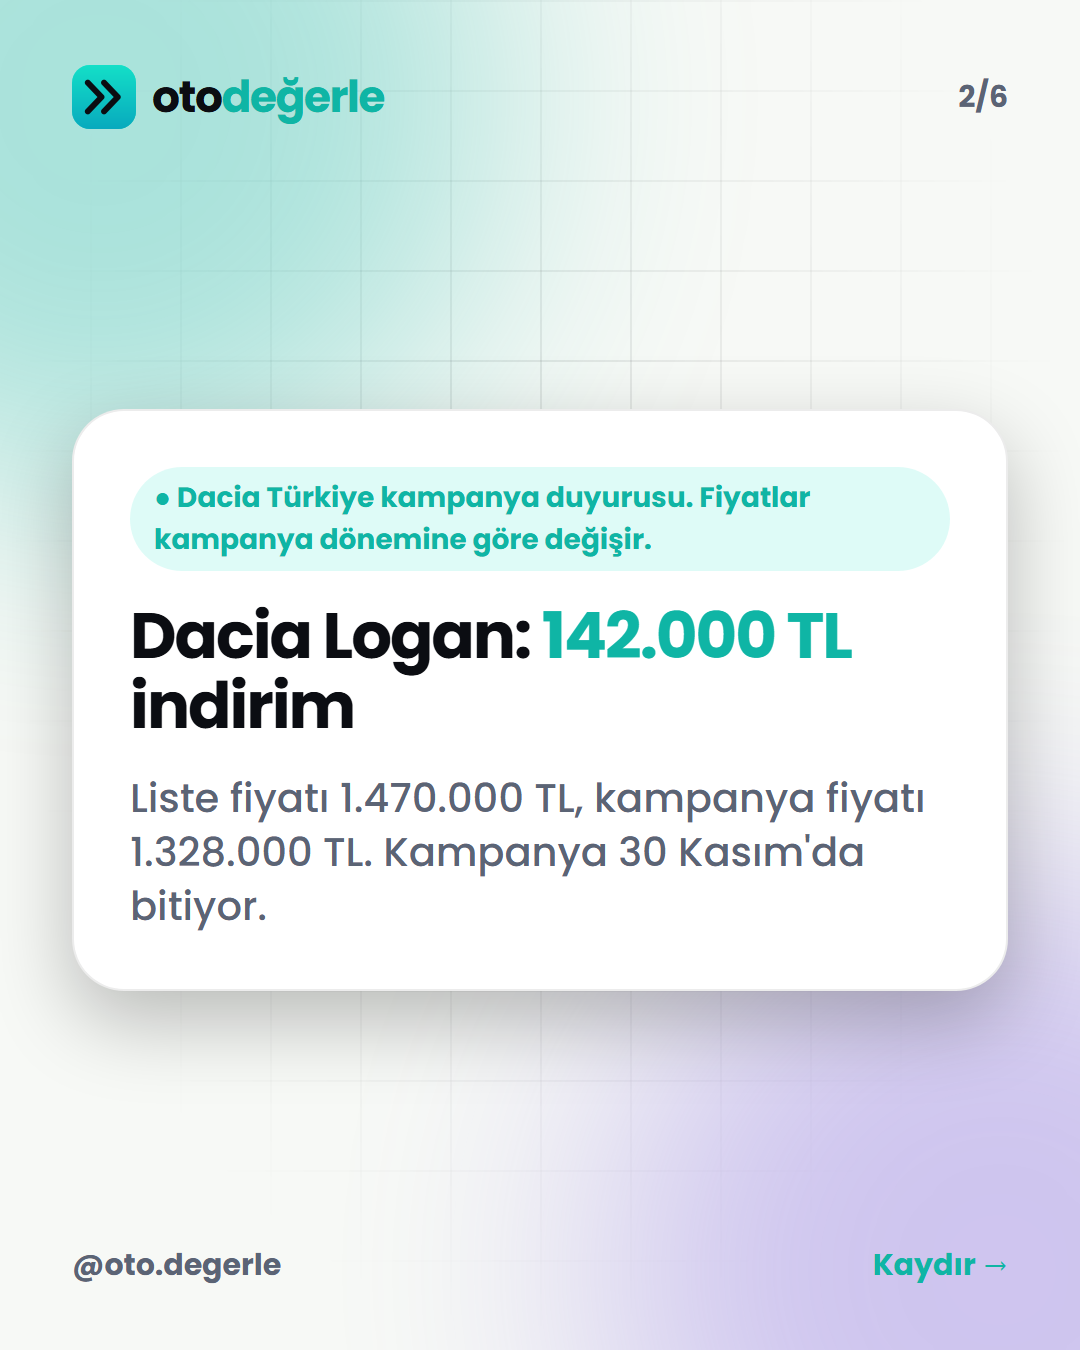 otodeğerle
2/6
● Dacia Türkiye kampanya duyurusu. Fiyatlar
kampanya dönemine göre değişir.
Dacia Logan: 142.000 TL
indirim
Liste fiyatı 1.470.000 TL, kampanya fiyatı
1.328.000 TL. Kampanya 30 Kasım'da
bitiyor.
@oto.degerle
Kaydır →